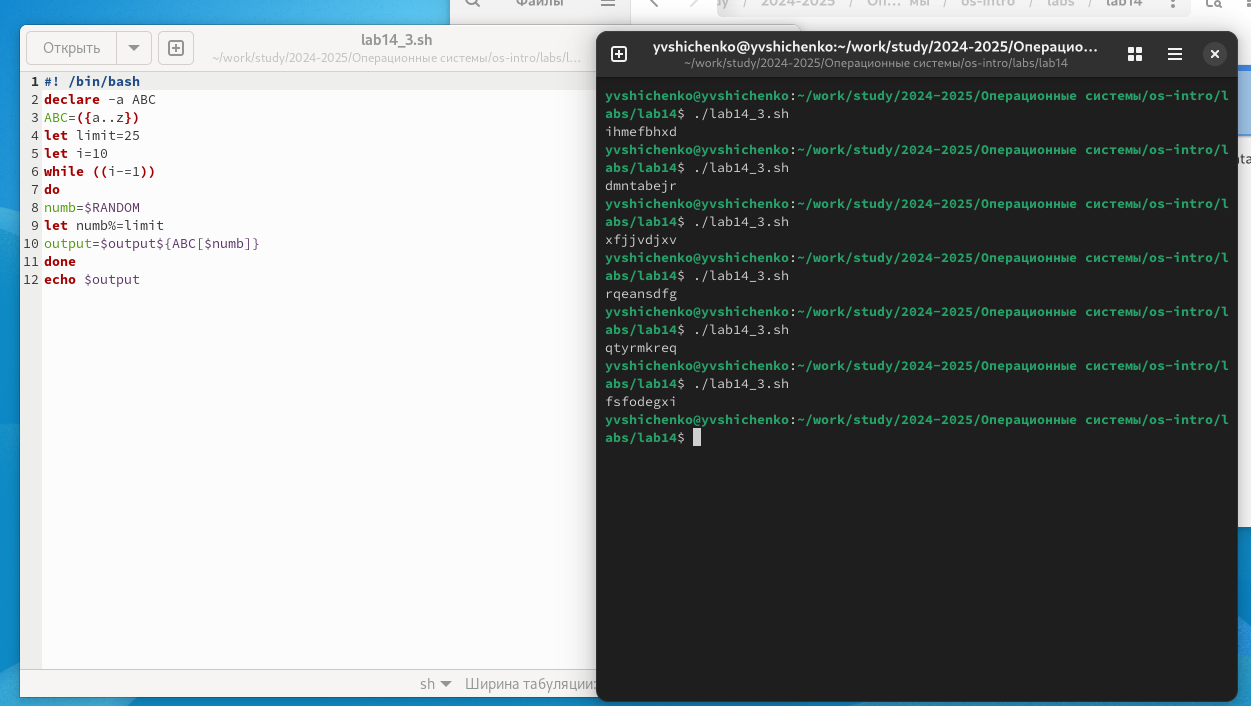 Файлы
2024-2025 / Оп… мы / os-intro / labs / lab14
Открыть
lab14_3.sh
~/work/study/2024-2025/Операционные системы/os-intro/labs/l…
1 #! /bin/bash
2 declare -a ABC
3 ABC=({a..z})
4 let limit=25
5 let i=10
6 while ((i-=1))
7 do
8 numb=$RANDOM
9 let numb%=limit
10 output=$output${ABC[$numb]}
11 done
12 echo $output
sh
Ширина табуляции:
yvshichenko@yvshichenko:~/work/study/2024-2025/Операцио…
~/work/study/2024-2025/Операционные системы/os-intro/labs/lab14
yvshichenko@yvshichenko:~/work/study/2024-2025/Операционные системы/os-intro/l
abs/lab14$ ./lab14_3.sh
ihmefbhxd
yvshichenko@yvshichenko:~/work/study/2024-2025/Операционные системы/os-intro/l
abs/lab14$ ./lab14_3.sh
dmntabejr
yvshichenko@yvshichenko:~/work/study/2024-2025/Операционные системы/os-intro/l
abs/lab14$ ./lab14_3.sh
xfjjvdjxv
yvshichenko@yvshichenko:~/work/study/2024-2025/Операционные системы/os-intro/l
abs/lab14$ ./lab14_3.sh
rqeansdfg
yvshichenko@yvshichenko:~/work/study/2024-2025/Операционные системы/os-intro/l
abs/lab14$ ./lab14_3.sh
qtyrmkreq
yvshichenko@yvshichenko:~/work/study/2024-2025/Операционные системы/os-intro/l
abs/lab14$ ./lab14_3.sh
fsfodegxi
yvshichenko@yvshichenko:~/work/study/2024-2025/Операционные системы/os-intro/l
abs/lab14$